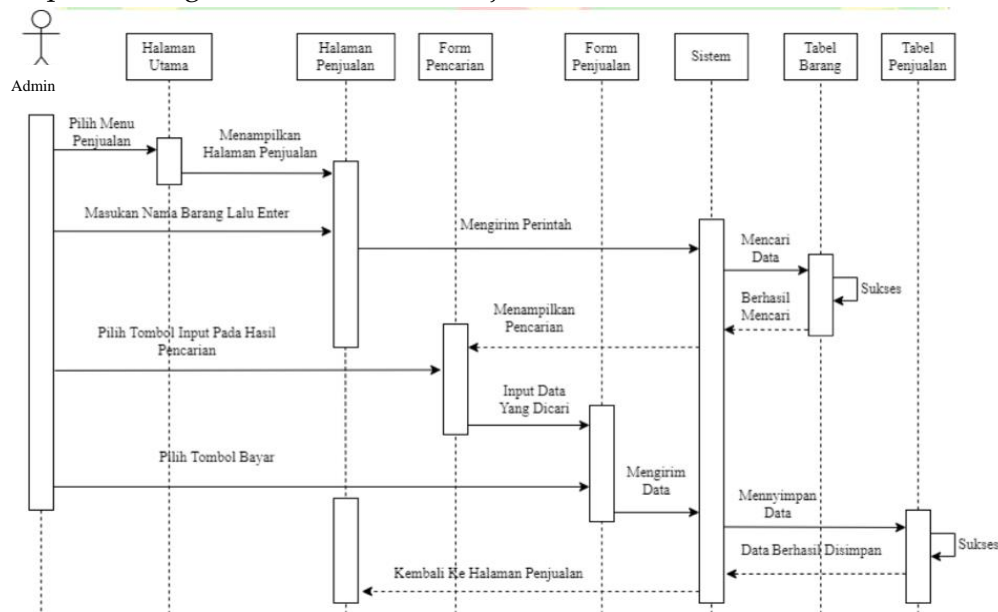 Admin
Halaman
Utama
Halaman
Penjualan
Form
Pencarian
Form
Penjualan
Sistem
Tabel
Barang
Tabel
Penjualan
Pilih Menu
Penjualan
Menampilkan
Halaman Penjualan
Masukan Nama Barang Lalu Enter
Mengirim Perintah
Mencari
Data
Sukses
Berhasil
Mencari
Menampilkan
Pencarian
Pilih Tombol Input Pada Hasil
Pencarian
Input Data
Yang Dicari
Pilih Tombol Bayar
Mengirim
Data
Mennyimpan
Data
Sukses
Data Berhasil Disimpan
Kembali Ke Halaman Penjualan